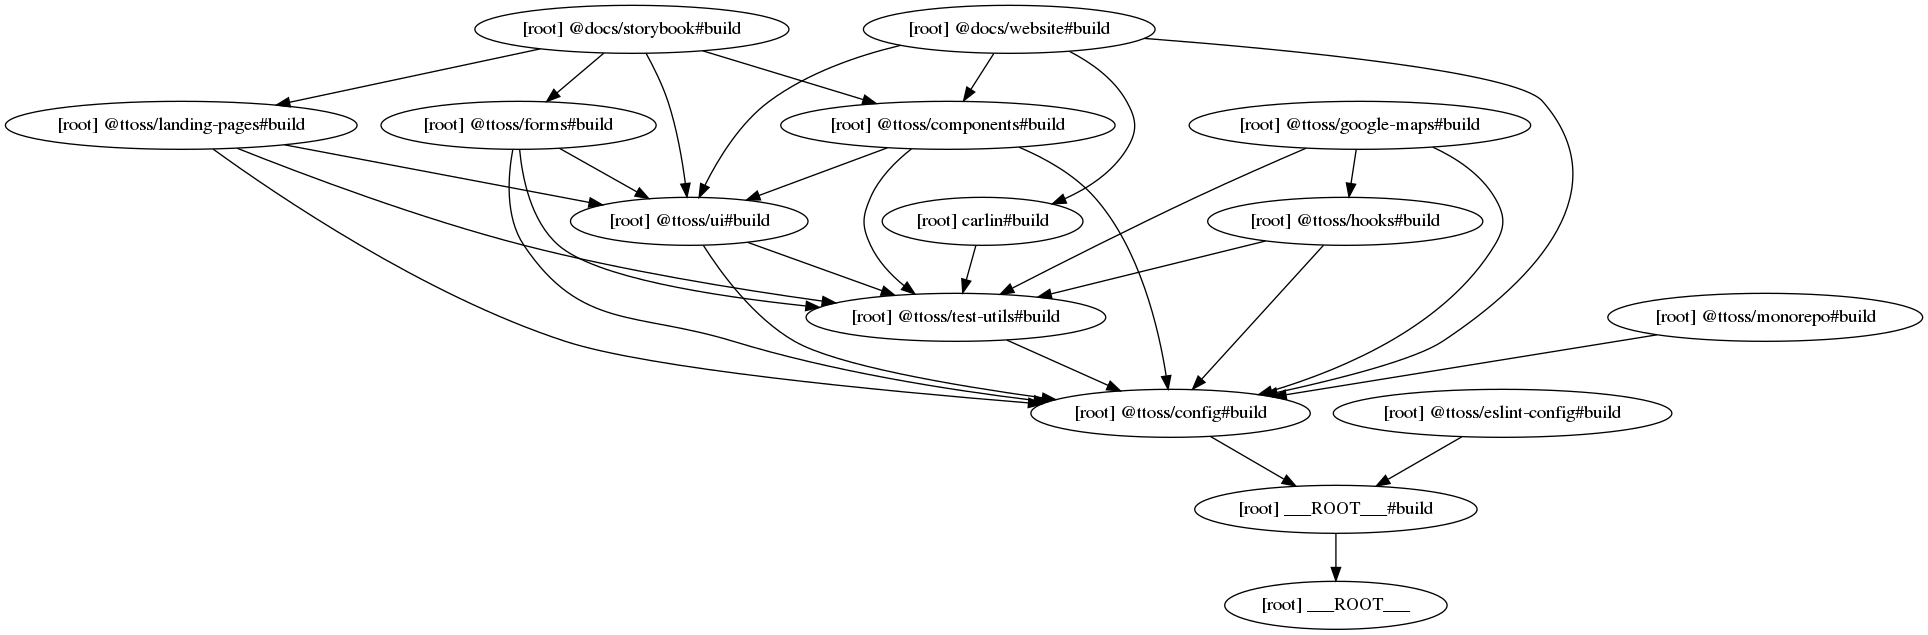 [root] @docs/storybook#build
[root] @docs/website#build
[root] @ttoss/landing-pages#build
[root] @ttoss/forms#build
[root] @ttoss/components#build
[root] @ttoss/google-maps#build
[root] @ttoss/ui#build
[root] carlin#build
[root] @ttoss/hooks#build
[root] @ttoss/test-utils#build
[root] @ttoss/monorepo#build
[root] @ttoss/config#build
[root] @ttoss/eslint-config#build
[root] ___ROOT___#build
[root] ___ROOT___